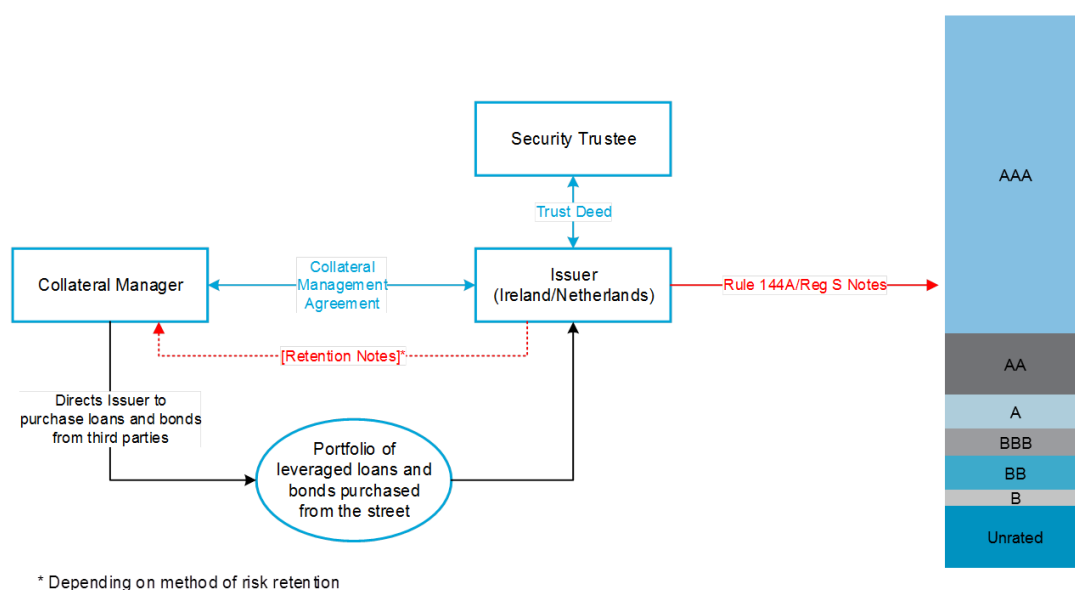 Security Trustee
Trust Deed
Collateral Manager
Collateral
Management
Agreement
Issuer
(Ireland/Netherlands)
Rule 144A/Reg S Notes
[Retention Notes]*
Directs Issuer to
purchase loans and bonds
from third parties
Portfolio of
leveraged loans and
bonds purchased
from the street
AAA
AA
A
BBB
BB
B
Unrated
* Depending on method of risk retention